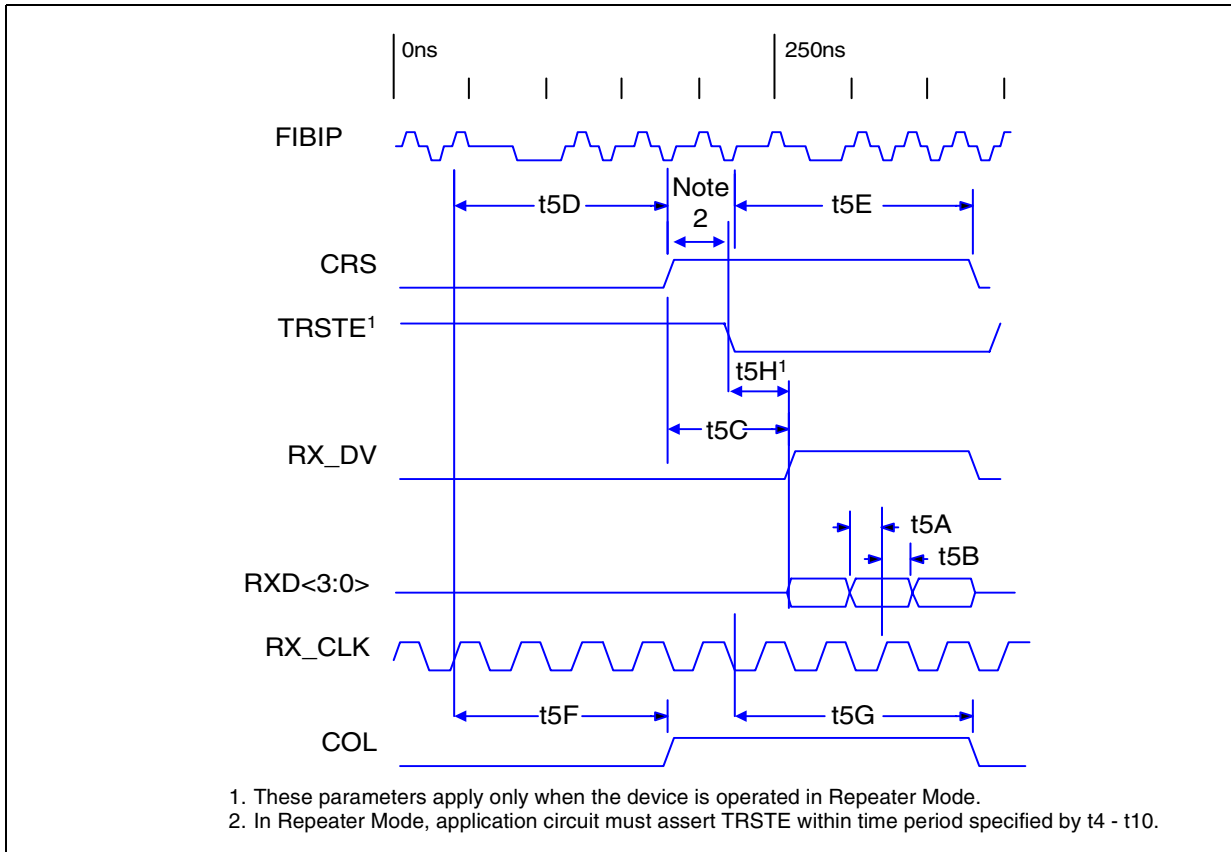 0ns
250ns
FIBIP
t5D
Note
2
t5E
CRS
TRSTE¹
t5H¹
t5C
RX_DV
t5A
t5B
RXD<3:0>
RX_CLK
t5F
t5G
COL
1. These parameters apply only when the device is operated in Repeater Mode.
2. In Repeater Mode, application circuit must assert TRSTE within time period specified by t4 - t10.